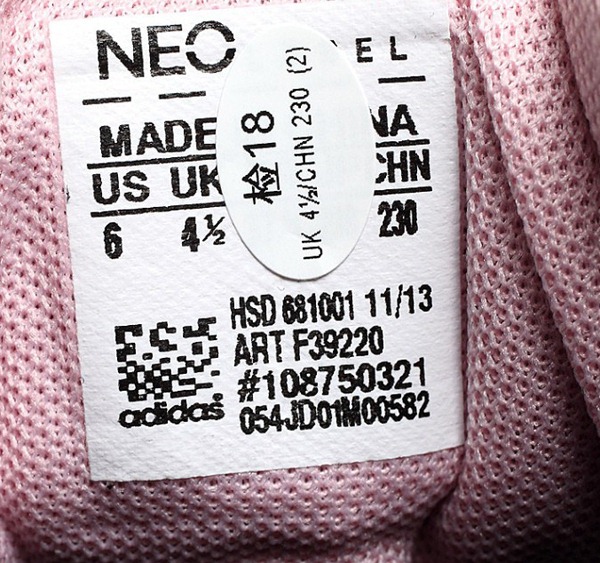 NEO EL
MADE NA
US UK CHN
6 4½ 230
检18
UK 4½/CHN 230 (2)
HSD 681001 11/13
ART F39220
#108750321
adidas 054JD01M00582